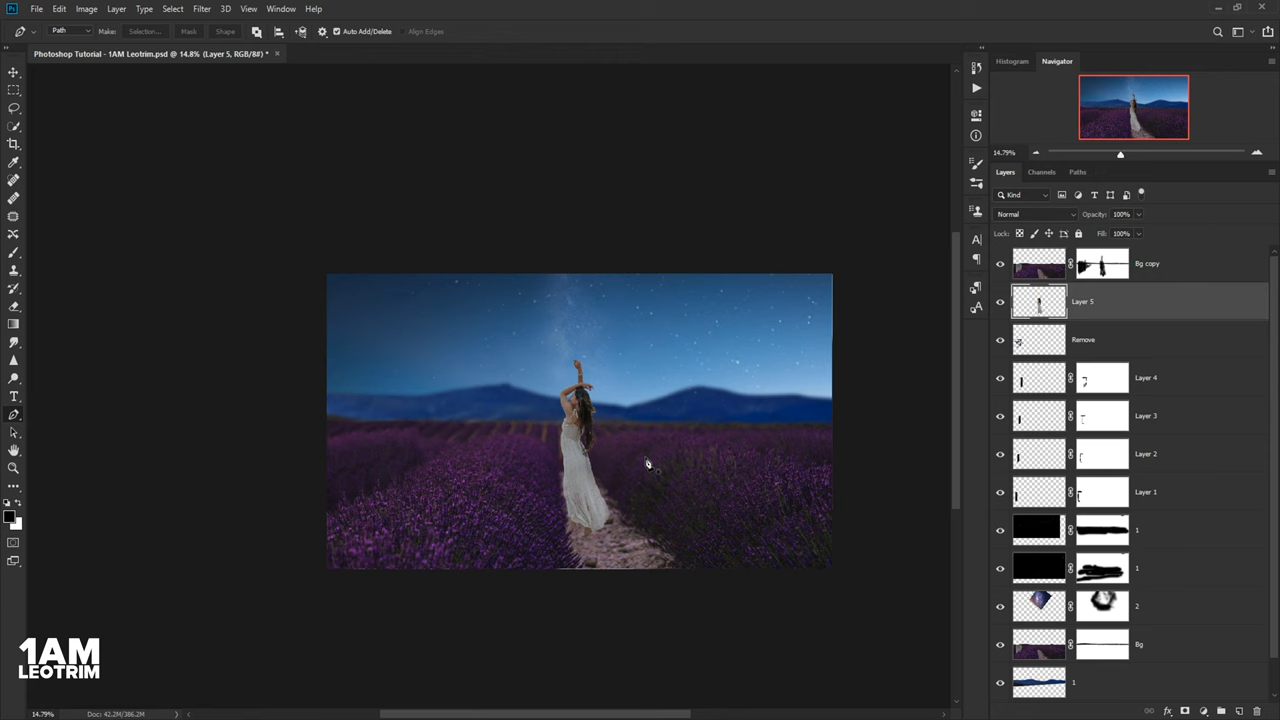 Ps File Edit Image Layer Type Select Filter 3D View Window Help
Path Make: Selection... Mask Shape Auto Add/Delete Align Edges
Photoshop Tutorial - 1AM Leotrim.psd @ 14.8% (Layer 5, RGB/8#) *
Histogram Navigator
14.79%
Layers Channels Paths
Kind
Normal Opacity: 100%
Lock: Fill: 100%
Bg copy
Layer 5
Remove
Layer 4
Layer 3
Layer 2
Layer 1
1
1
2
Bg
1
1AM
LEOTRIM
14.79% Doc: 42.2M/386.2M